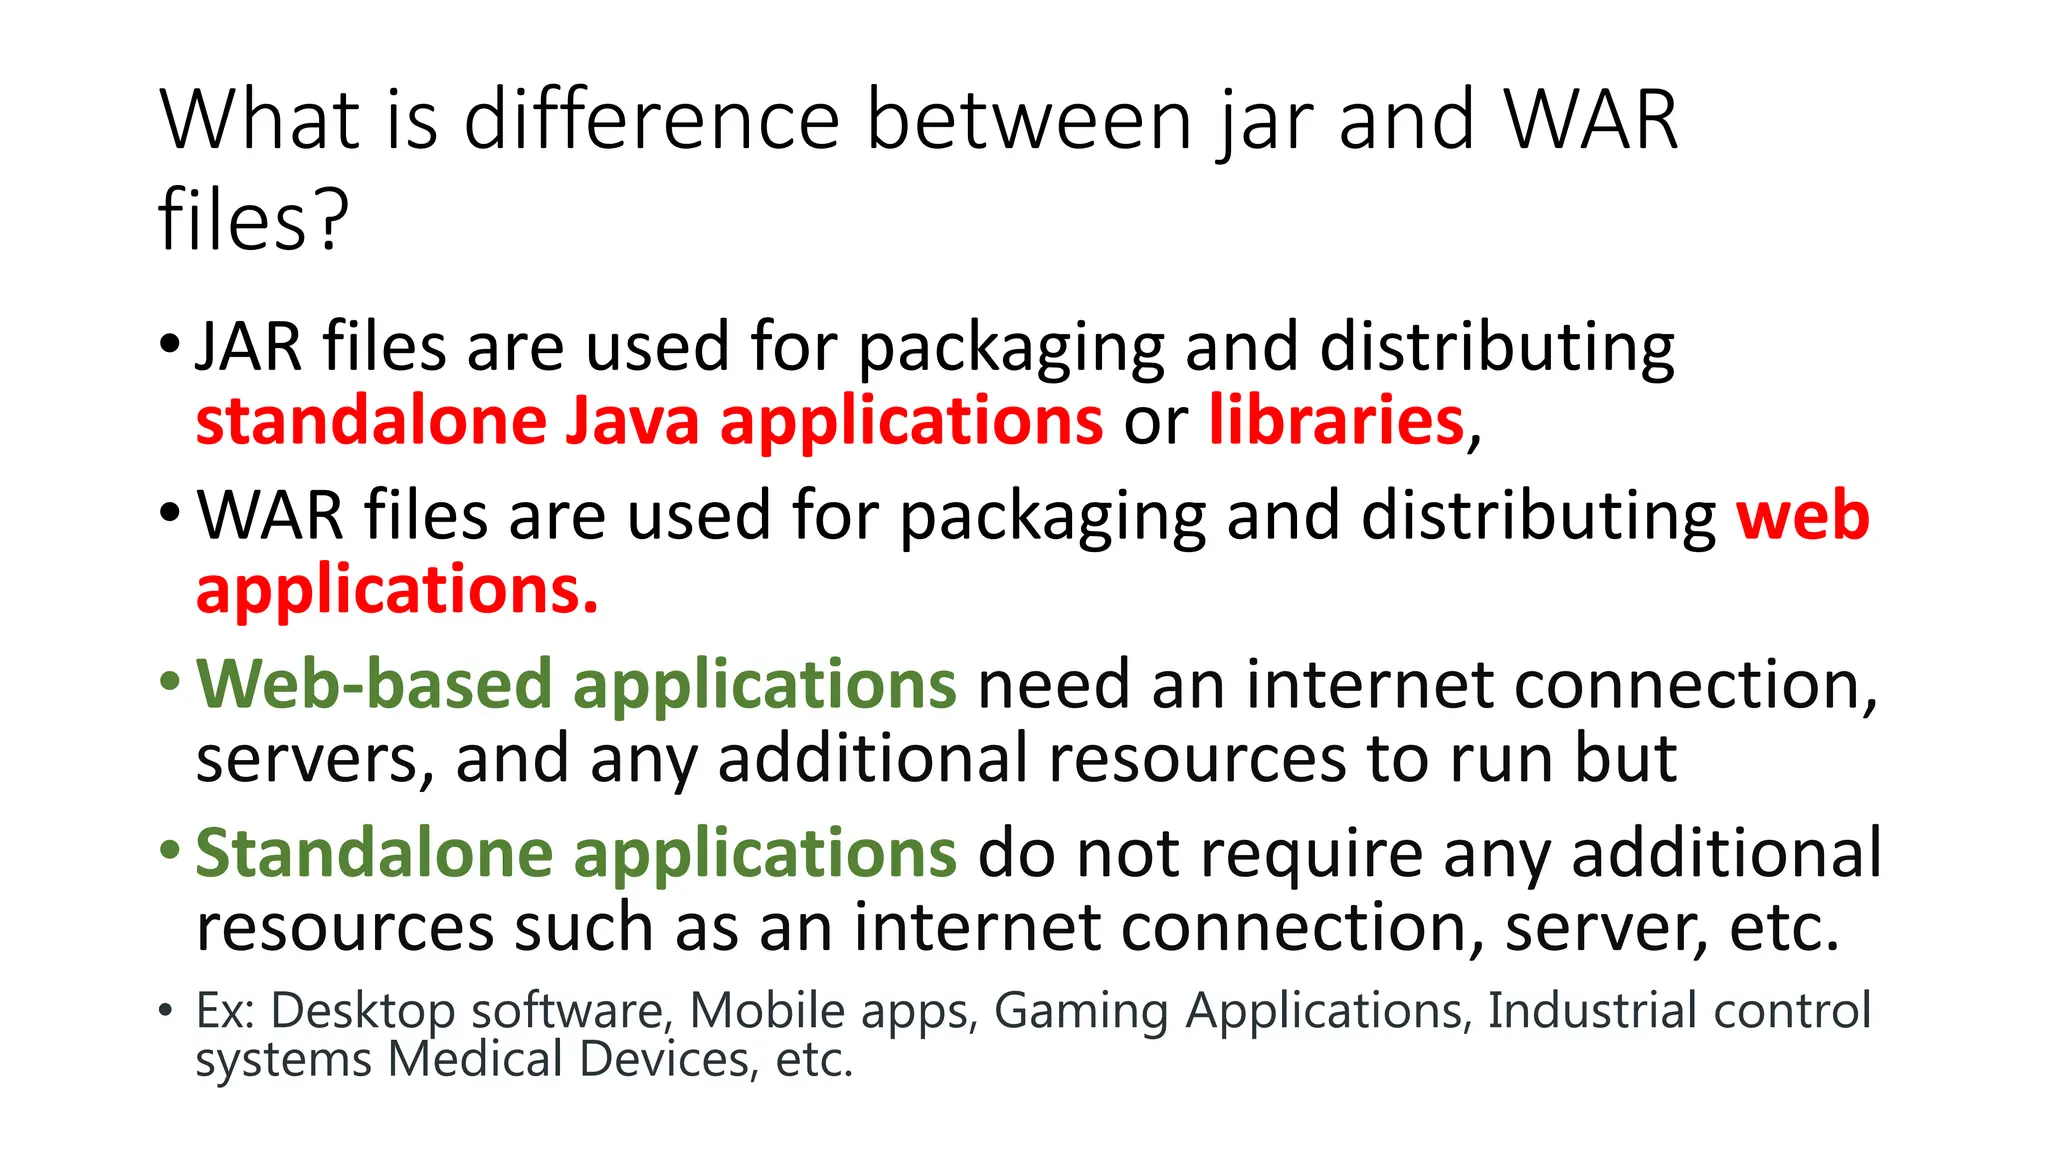 What is difference between jar and WAR
files?
• JAR files are used for packaging and distributing
standalone Java applications or libraries,
• WAR files are used for packaging and distributing web
applications.
• Web-based applications need an internet connection,
servers, and any additional resources to run but
• Standalone applications do not require any additional
resources such as an internet connection, server, etc.
• Ex: Desktop software, Mobile apps, Gaming Applications, Industrial control
systems Medical Devices, etc.